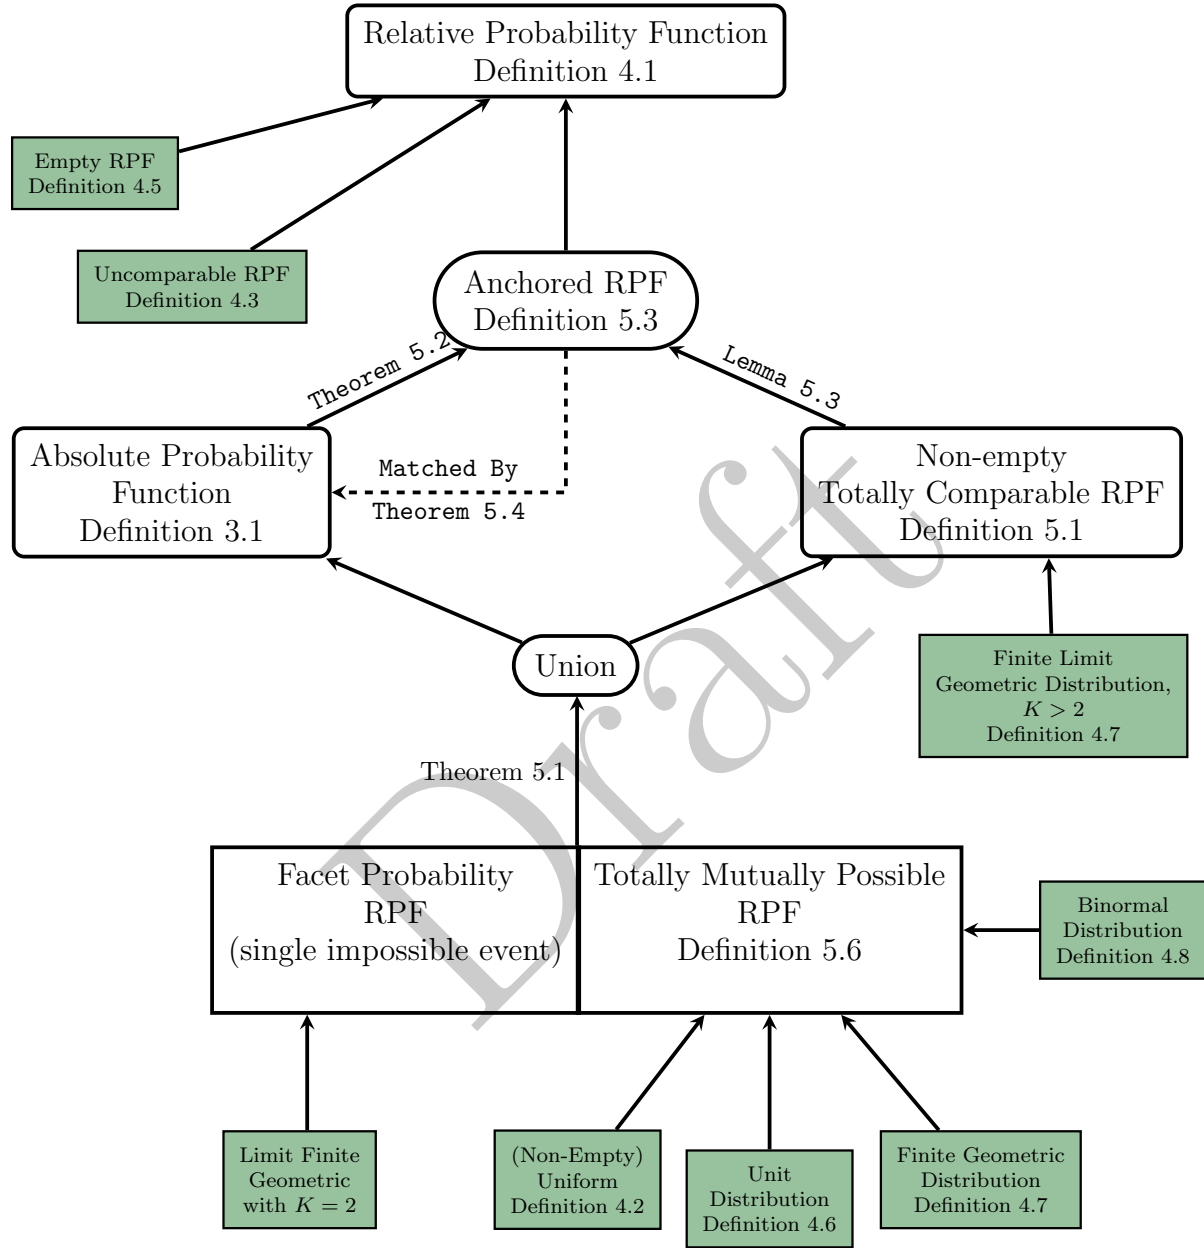 Relative Probability Function
Definition 4.1
Empty RPF
Definition 4.5
Uncomparable RPF
Definition 4.3
Anchored RPF
Definition 5.3
Theorem 5.2
Lemma 5.3
Absolute Probability
Function
Definition 3.1
Matched By
Theorem 5.4
Non-empty
Totally Comparable RPF
Definition 5.1
Union
Finite Limit
Geometric Distribution,
K > 2
Definition 4.7
Theorem 5.1
Facet Probability
RPF
(single impossible event)
Totally Mutually Possible
RPF
Definition 5.6
Binormal
Distribution
Definition 4.8
Limit Finite
Geometric
with K = 2
(Non-Empty)
Uniform
Definition 4.2
Unit
Distribution
Definition 4.6
Finite Geometric
Distribution
Definition 4.7
Draft